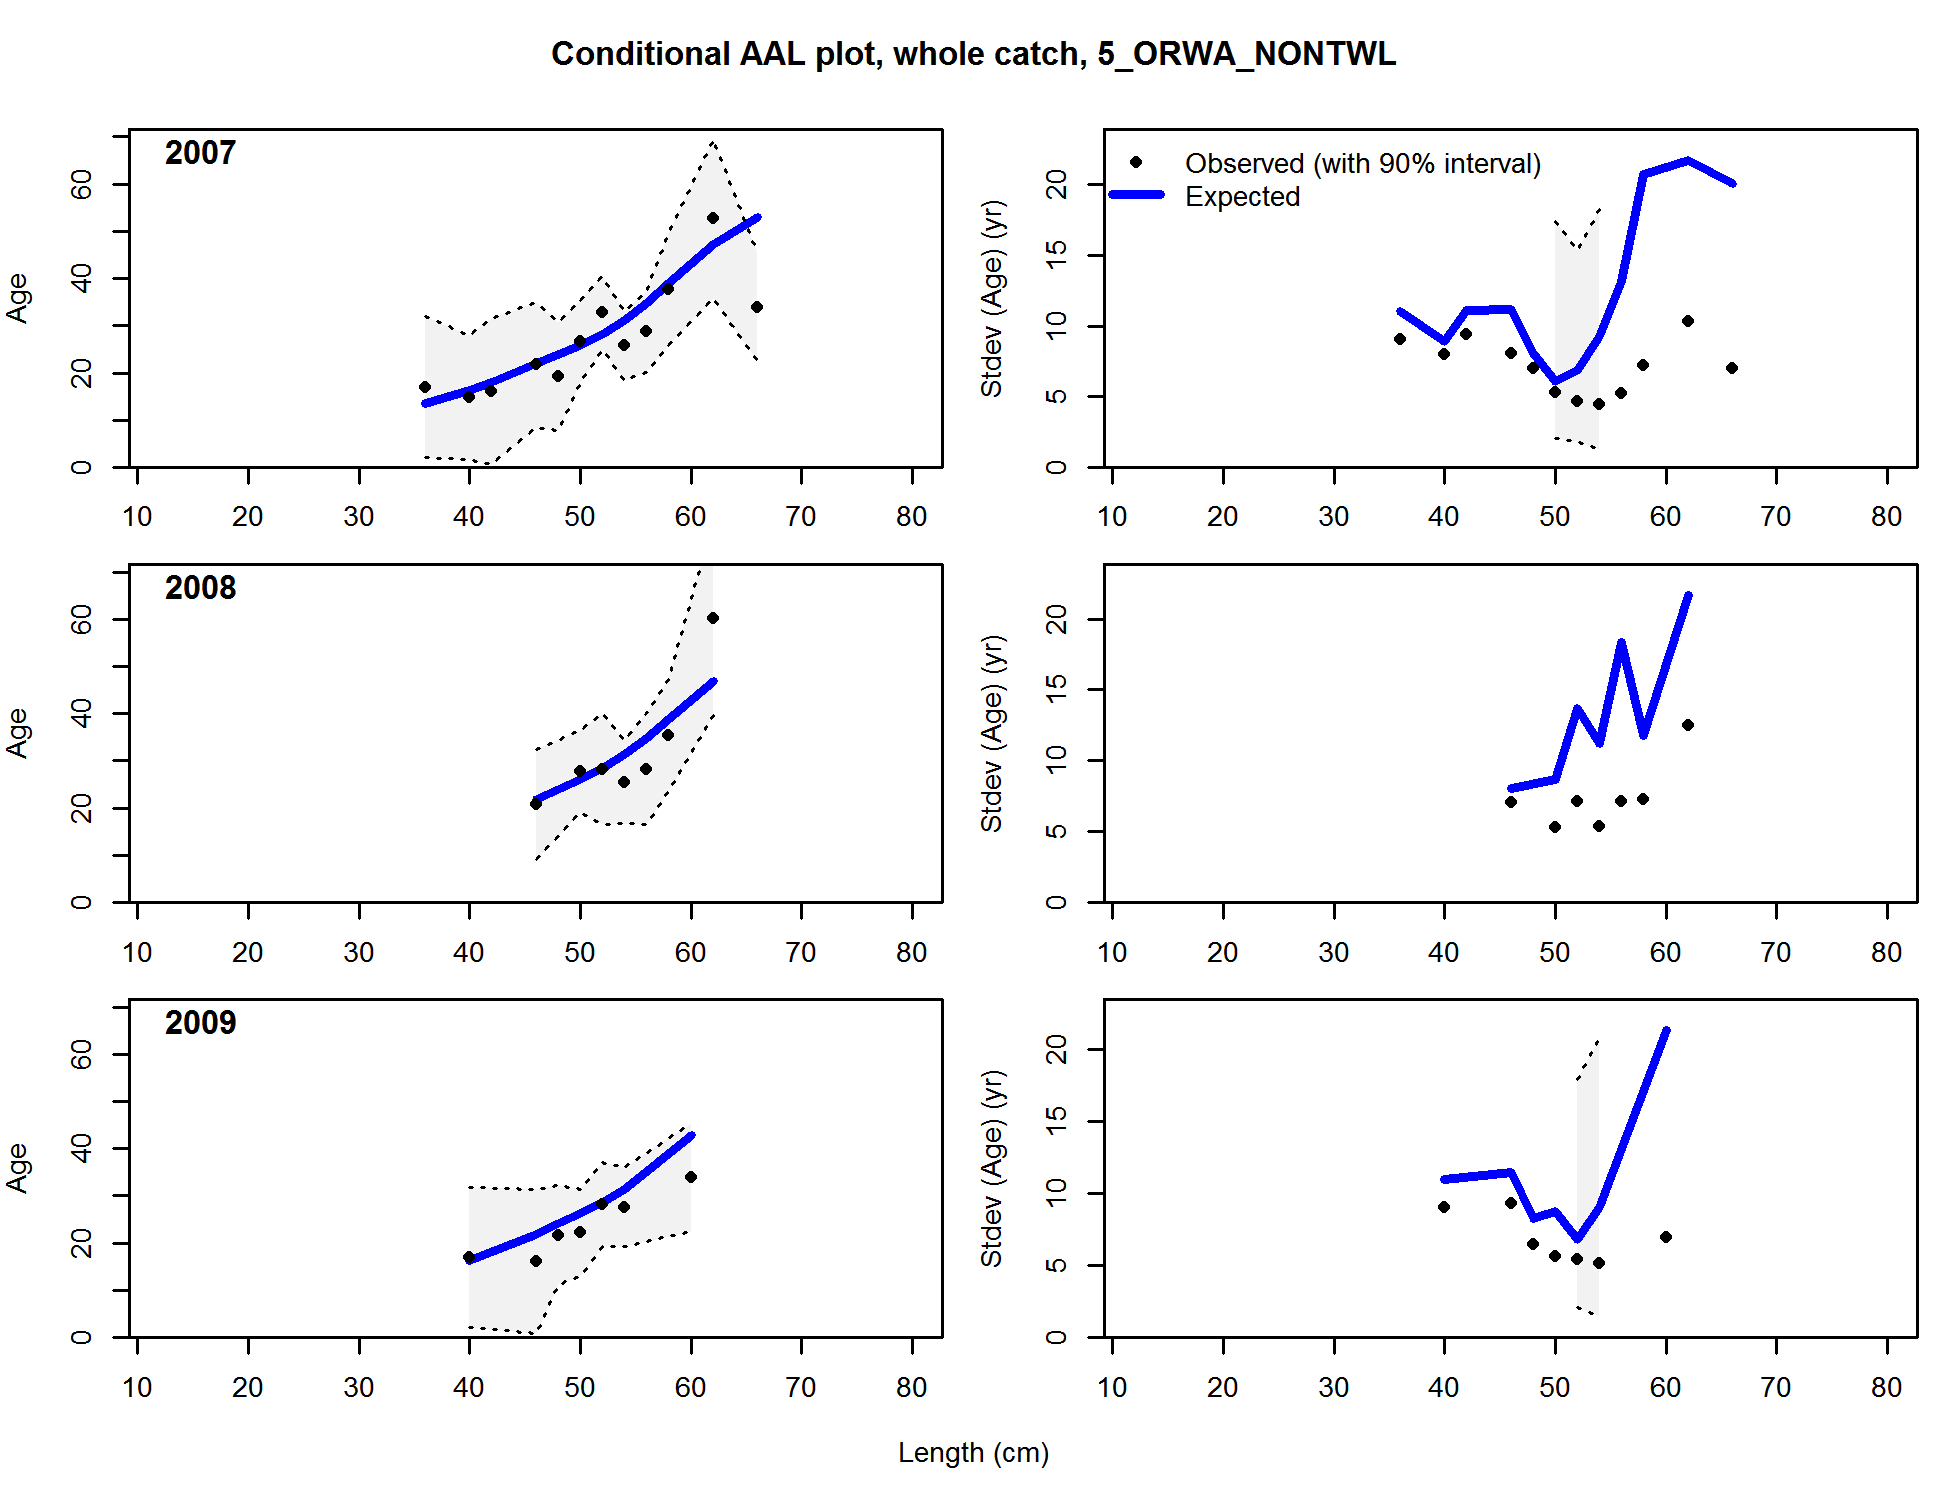 Conditional AAL plot, whole catch, 5_ORWA_NONTWL
2007
Age
0 20 40 60
10 20 30 40 50 60 70 80
Observed (with 90% interval)
Expected
Stdev (Age) (yr)
0 5 10 15 20
10 20 30 40 50 60 70 80
2008
Age
0 20 40 60
10 20 30 40 50 60 70 80
Stdev (Age) (yr)
0 5 10 15 20
10 20 30 40 50 60 70 80
2009
Age
0 20 40 60
10 20 30 40 50 60 70 80
Stdev (Age) (yr)
0 5 10 15 20
10 20 30 40 50 60 70 80
Length (cm)